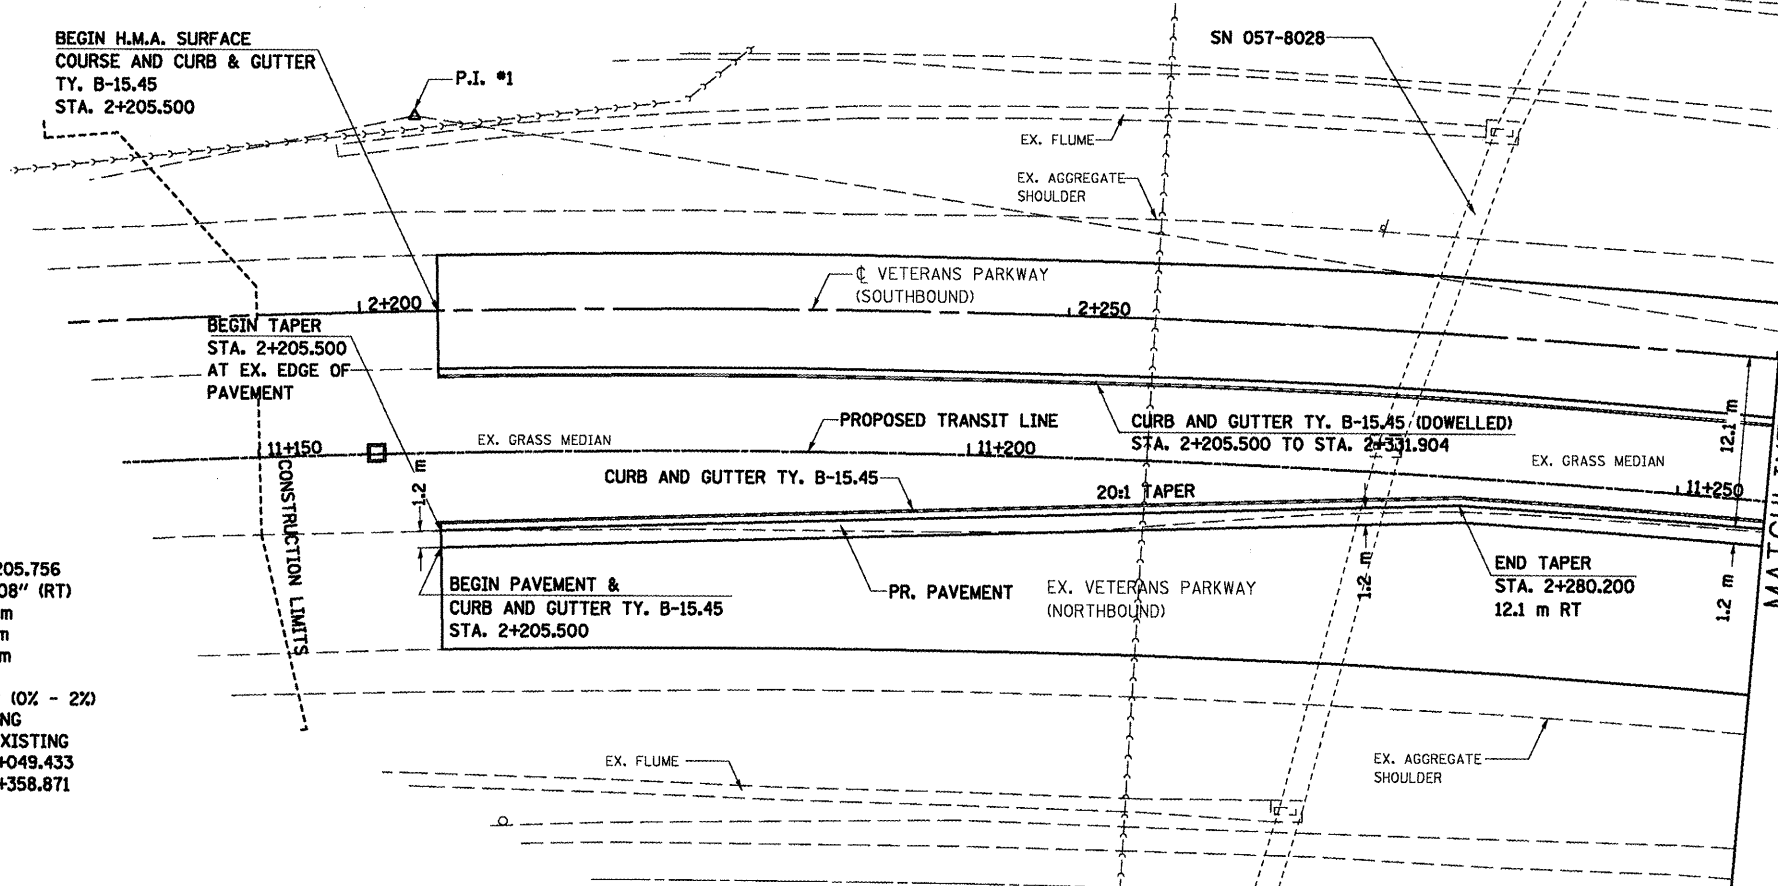 BEGIN H.M.A. SURFACE
COURSE AND CURB & GUTTER
TY. B-15.45
STA. 2+205.500
P.I. #1
SN 057-8028
EX. FLUME
EX. AGGREGATE
SHOULDER
℄ VETERANS PARKWAY
(SOUTHBOUND)
2+200
2+250
BEGIN TAPER
STA. 2+205.500
AT EX. EDGE OF
PAVEMENT
PROPOSED TRANSIT LINE
CURB AND GUTTER TY. B-15.45 (DOWELLED)
STA. 2+205.500 TO STA. 2+331.904
12.1 m
11+150
EX. GRASS MEDIAN
11+200
EX. GRASS MEDIAN
11+250
CURB AND GUTTER TY. B-15.45
20:1 TAPER
1.2 m
CONSTRUCTION LIMITS
BEGIN PAVEMENT &
CURB AND GUTTER TY. B-15.45
STA. 2+205.500
PR. PAVEMENT
EX. VETERANS PARKWAY
(NORTHBOUND)
1.2 m
END TAPER
STA. 2+280.200
12.1 m RT
1.2 m
205.756
08" (RT)
m
m
m
(0% - 2%)
NG
XISTING
+049.433
+358.871
EX. FLUME
EX. AGGREGATE
SHOULDER